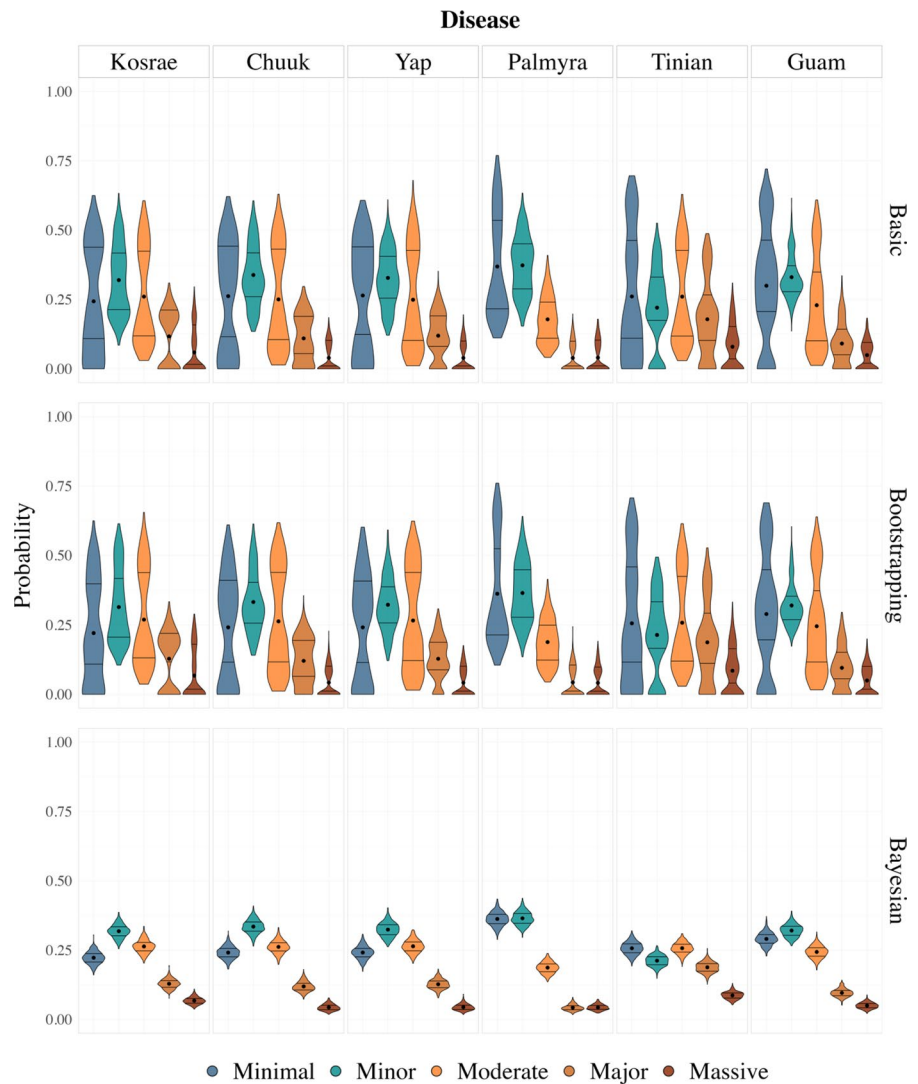 Disease
Kosrae Chuuk Yap Palmyra Tinian Guam
1.00
0.75
0.50
0.25
0.00
Basic
1.00
0.75
0.50
0.25
0.00
Bootstrapping
Probability
1.00
0.75
0.50
0.25
0.00
Bayesian
Minimal Minor Moderate Major Massive